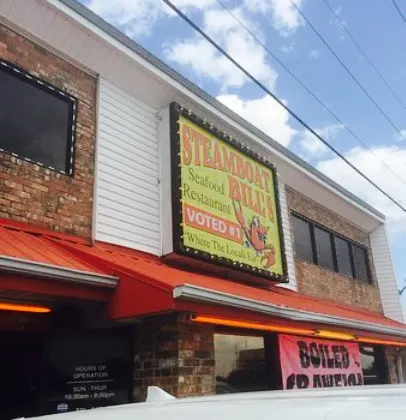 STEAMBOAT
BILL'S
Seafood
Restaurant
VOTED #1
"Where The Locals Eat"
BOILED
CRAWFISH
HOURS OF
OPERATION
SUN - THUR
10:30am - 9:00pm